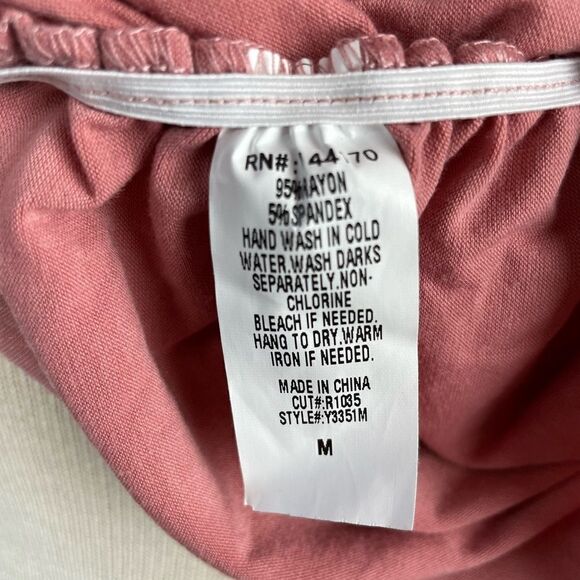 RN#: 144170
95% RAYON
5% SPANDEX
HAND WASH IN COLD
WATER.WASH DARKS
SEPARATELY.NON-
CHLORINE
BLEACH IF NEEDED.
HANG TO DRY.WARM
IRON IF NEEDED.
MADE IN CHINA
CUT#:R1035
STYLE#:Y3351M
M